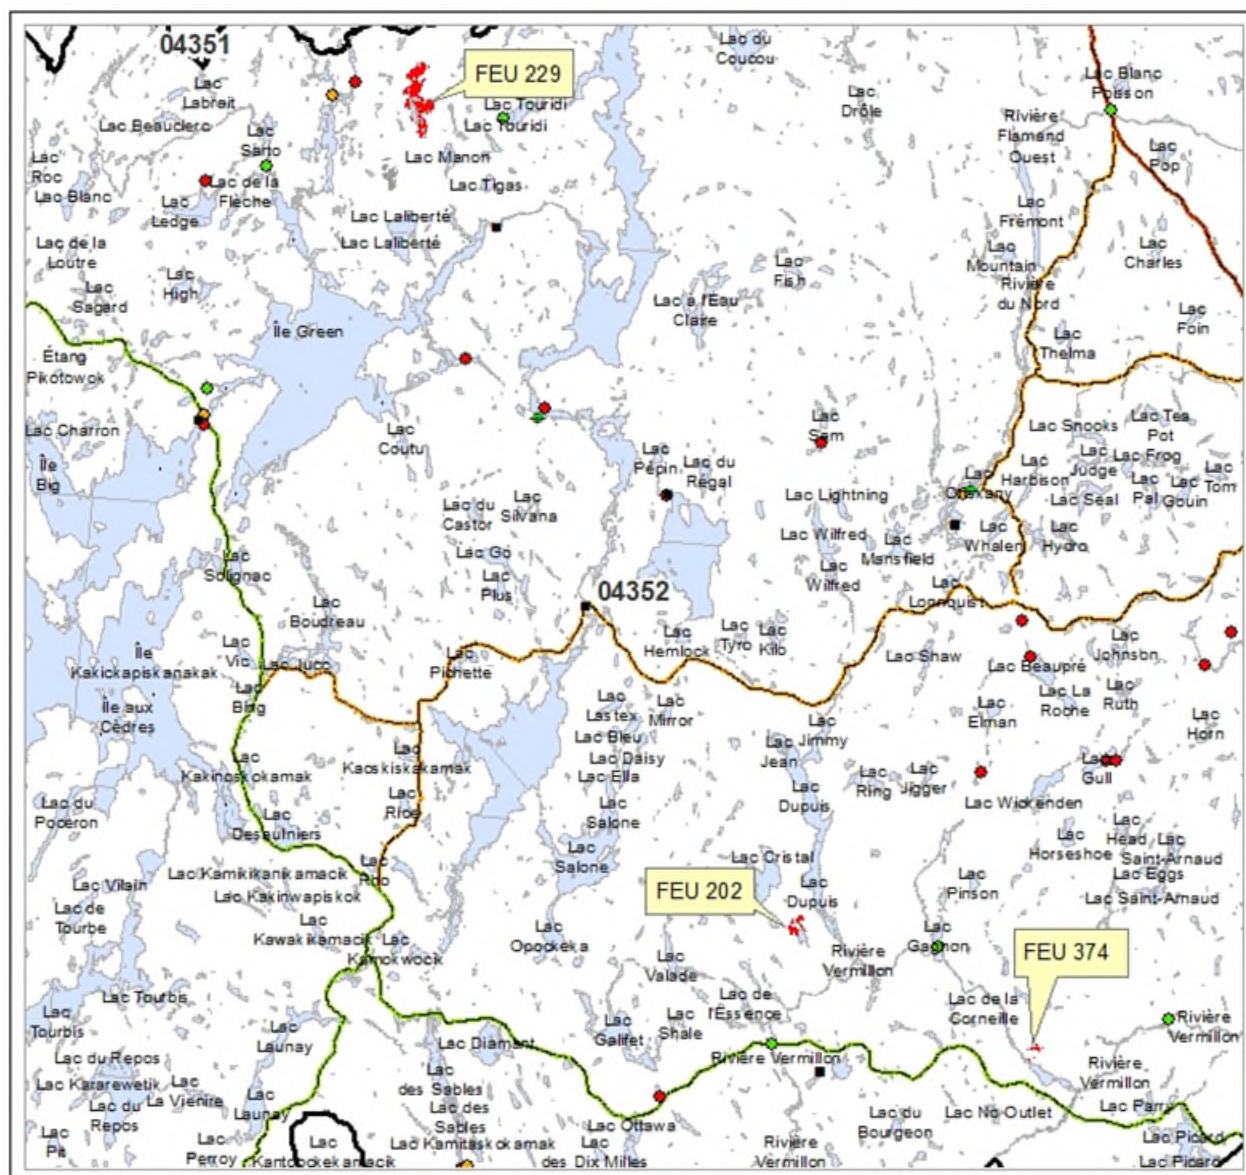 04351
FEU 229
Lac du
Coucou
Lac Blanc
Poisson
Lac
Labrait
Lac Touridi
Lac Touridi
Lac
Drôle
Rivière
Flamand
Ouest
Lac Beauclerc
Lac
Sarto
Lac
Roc
Lac Manon
Lac
Pop
Lac Blanc
Lac de la
Flèche
Lac Tigas
Lac
Ledge
Lac Laliberté
Lac Laliberté
Lac
Frémont
Lac de la
Loutre
Lac
Mountain
Lac
Charles
Lac
High
Lac
Fish
Rivière
du Nord
Lac
Sagard
Lac à l'Eau
Claire
Lac
Foin
Île Green
Lac
Thelma
Étang
Pikotowok
Lac Charron
Lac
Coutu
Lac
Sam
Lac Snooks
Lac Tea
Pot
Lac Frog
Lac
Judge
Île
Big
Lac
Pépin
Lac du
Régal
Lac
Harbison
Lac
Tom
Lac
Gouin
Lac
Pal
Lac Seal
Lac du
Castor
Lac
Silvana
Lac Lightning
Lac
Lac Wilfred
Lac
Mansfield
Lac
Whalen
Lac
Hydro
Lac
Solignac
Lac Go
Lac
Plus
Lac
Wilfred
04352
Lac
Lonnquist
Lac
Boudreau
Lac
Vic
Lac Juco
Lac
Pichette
Lac
Hemlock
Lac
Tyro
Lac
Kilo
Lac Shaw
Lac Beaupré
Lac
Johnson
Île
Kakickapiskanakak
Lac
Bing
Île aux
Cèdres
Lac
Lastex
Lac
Mirror
Lac
Elman
Lac La
Roche
Lac
Ruth
Lac
Horn
Lac Bleu
Lac
Jimmy
Lac
Jean
Lac
Kakinoskokamak
Lac
Kaoskiskakamak
Lac Daisy
Lac Ella
Lac
Gull
Lac
Ring
Lac
Jigger
Lac du
Poceron
Lac
Rice
Lac
Salone
Lac
Dupuis
Lac Wickenden
Lac
Desaulniers
Lac
Horseshoe
Lac
Head
Lac
Saint-Arnaud
Lac
Salone
Lac Cristal
Lac Kamikikanikamacik
Lac
Roo
Lac Vilain
Lac Kakinwapiskok
FEU 202
Lac
Dupuis
Lac
Pinson
Lac Eggs
Lac Saint-Arnaud
Lac de
Tourbe
Lac
Kawakikamacik
Lac
Kamokwocik
Lac
Opockeka
Lac
Gagnon
FEU 374
Lac
Valade
Rivière
Vermillon
Lac Tourbis
Lac de
l'Essence
Lac de la
Corneille
Lac
Tourbis
Lac
Launay
Lac
Galifet
Lac
Shale
Rivière
Vermillon
Lac Diamant
Rivière Vermillon
Lac du Repos
Rivière
Vermillon
Lac Kararewetik
Lac
La Vienire
Lac
des Sables
Lac du
Repos
Lac
Launay
Lac des
Sables
Lac Ottawa
Lac du
Bourgeon
Lac No Outlet
Lac Parry
Lac
Pit
Lac
Perroy
Lac
Kantcockekamacik
Lac Kamitaskokamak
Lac
des Dix Milles
Rivière
Vermillon
Lac Picard
Lac Picard